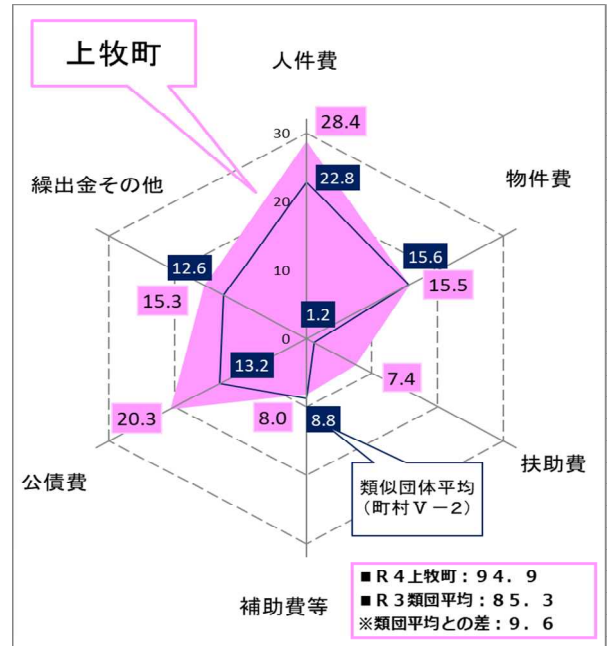 上牧町
人件費
28.4
30
物件費
繰出金その他
22.8
20
15.6
12.6
15.5
15.3
10
1.2
0
13.2
7.4
20.3
8.0
8.8
扶助費
公債費
類似団体平均
（町村Ⅴ－２）
補助費等
■Ｒ４上牧町：９４．９
■Ｒ３類団平均：８５．３
※類団平均との差：９．６